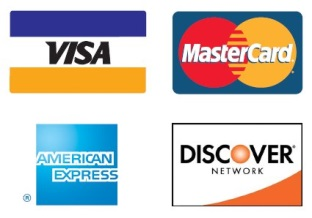 VISA
MasterCard
AMERICAN
EXPRESS
®
DISCOVER®
NETWORK